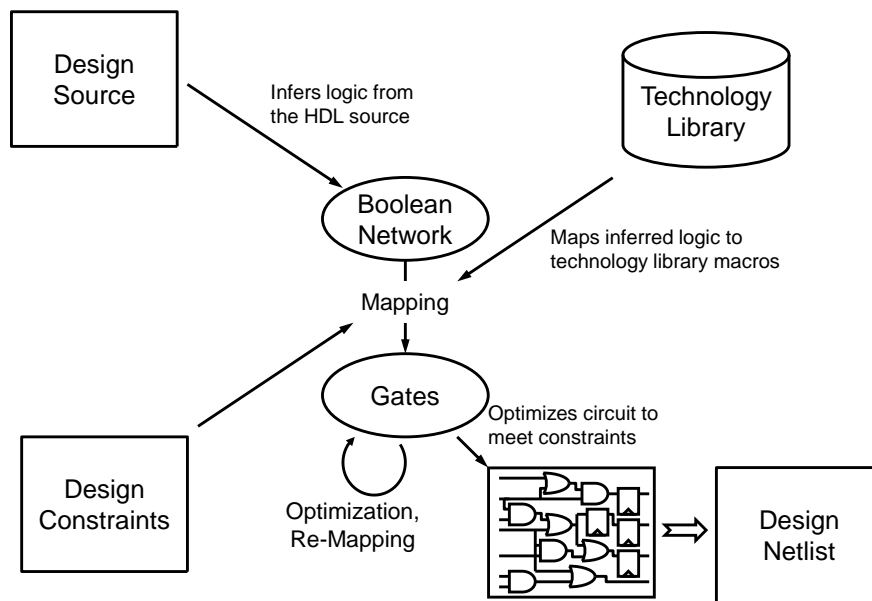 Design
Source
Infers logic from
the HDL source
Technology
Library
Boolean
Network
Maps inferred logic to
technology library macros
Mapping
Gates
Optimizes circuit to
meet constraints
Design
Constraints
Optimization,
Re-Mapping
Design
Netlist